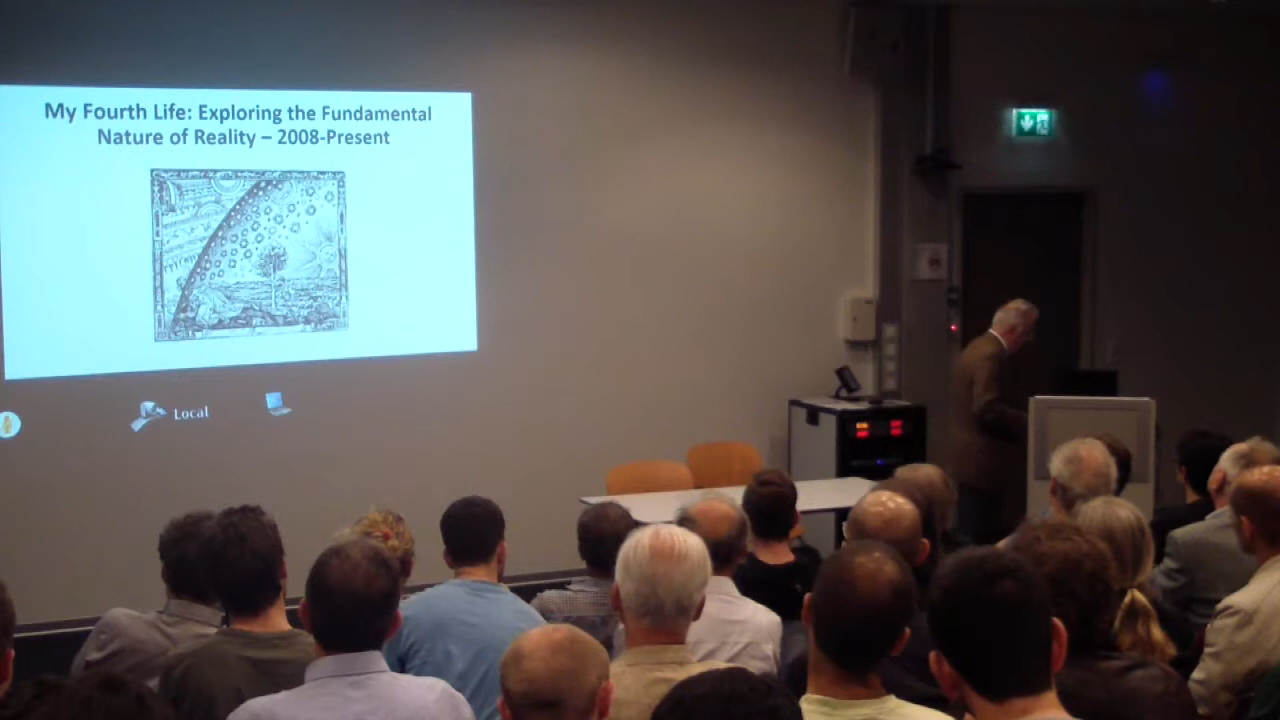 My Fourth Life: Exploring the Fundamental
Nature of Reality – 2008-Present
Local